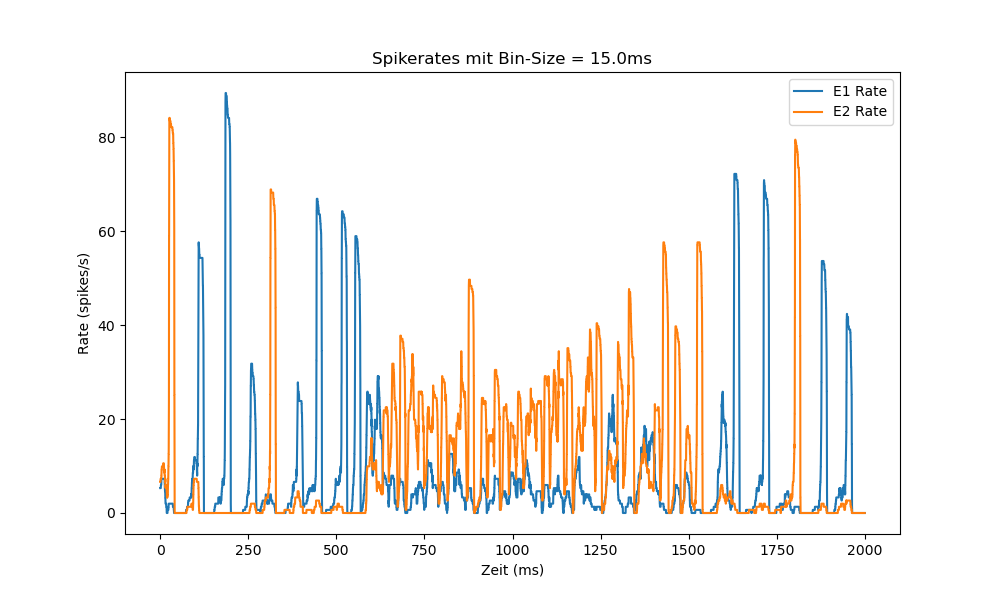 Spikerates mit Bin-Size = 15.0ms
E1 Rate
E2 Rate
Rate (spikes/s)
80
60
40
20
0
0 250 500 750 1000 1250 1500 1750 2000
Zeit (ms)